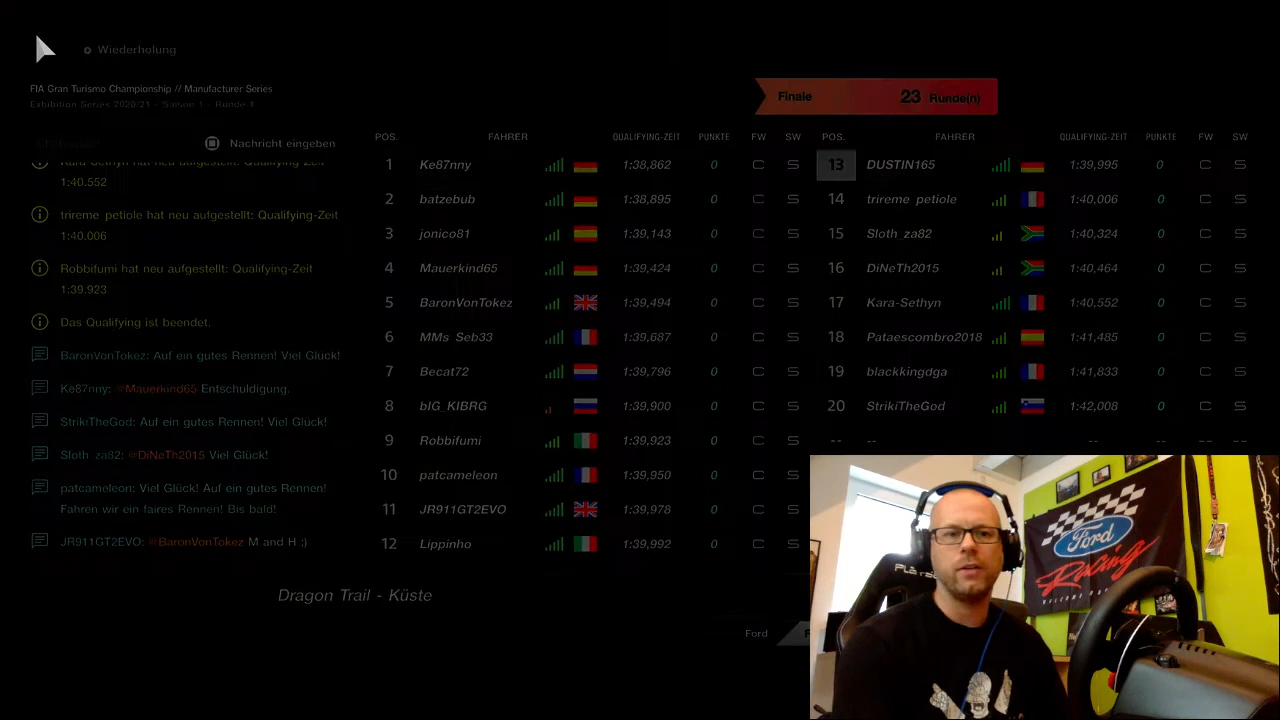 Wiederholung
FIA Gran Turismo Championship // Manufacturer Series
Exhibition Series 2020/21 - Saison 1 - Runde 1
Finale 23 Runde(n)
Nachricht eingeben
POS. FAHRER QUALIFYING-ZEIT PUNKTE FW SW POS. FAHRER QUALIFYING-ZEIT PUNKTE FW SW
Kara-Sethyn hat neu aufgestellt: Qualifying-Zeit
1:40.552
trireme_petiole hat neu aufgestellt: Qualifying-Zeit
1:40.006
Robbifumi hat neu aufgestellt: Qualifying-Zeit
1:39.923
Das Qualifying ist beendet.
BaronVonTokez: Auf ein gutes Rennen! Viel Glück!
Ke87nny: @Mauerkind65 Entschuldigung.
StrikiTheGod: Auf ein gutes Rennen! Viel Glück!
Sloth_za82: @DiNeTh2015 Viel Glück!
patcameleon: Viel Glück! Auf ein gutes Rennen!
Fahren wir ein faires Rennen! Bis bald!
JR911GT2EVO: @BaronVonTokez M and H ;)
1 Ke87nny 1:38,862 0 C S
2 batzebub 1:38,895 0 C S
3 jonico81 1:39,143 0 C S
4 Mauerkind65 1:39,424 0 C S
5 BaronVonTokez 1:39,494 0 C S
6 MMs_Seb33 1:39,687 0 C S
7 Becat72 1:39,796 0 C S
8 bIG_KIBRG 1:39,900 0 C S
9 Robbifumi 1:39,923 0 C S
10 patcameleon 1:39,950 0 C S
11 JR911GT2EVO 1:39,978 0 C S
12 Lippinho 1:39,992 0 C S
13 DUSTIN165 1:39,995 0 C S
14 trireme_petiole 1:40,006 0 C S
15 Sloth_za82 1:40,324 0 C S
16 DiNeTh2015 1:40,464 0 C S
17 Kara-Sethyn 1:40,552 0 C S
18 Pataescombro2018 1:41,485 0 C S
19 blackkingdga 1:41,833 0 C S
20 StrikiTheGod 1:42,008 0 C S
-- -- -- -- -- --
Dragon Trail - Küste
Ford
Ford
Racing